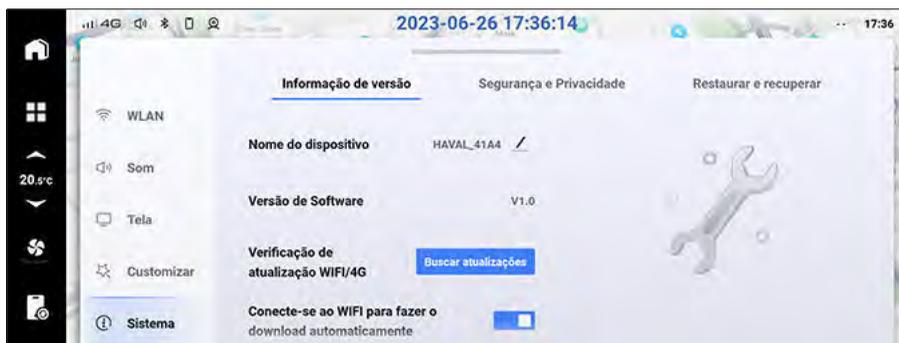 4G
2023-06-26 17:36:14
17:36
Informação de versão
Segurança e Privacidade
Restaurar e recuperar
WLAN
Nome do dispositivo
HAVAL_41A4
Som
20.5°C
Versão de Software
V1.0
Tela
Verificação de
atualização WIFI/4G
Buscar atualizações
Customizar
Conecte-se ao WIFI para fazer o
download automaticamente
Sistema